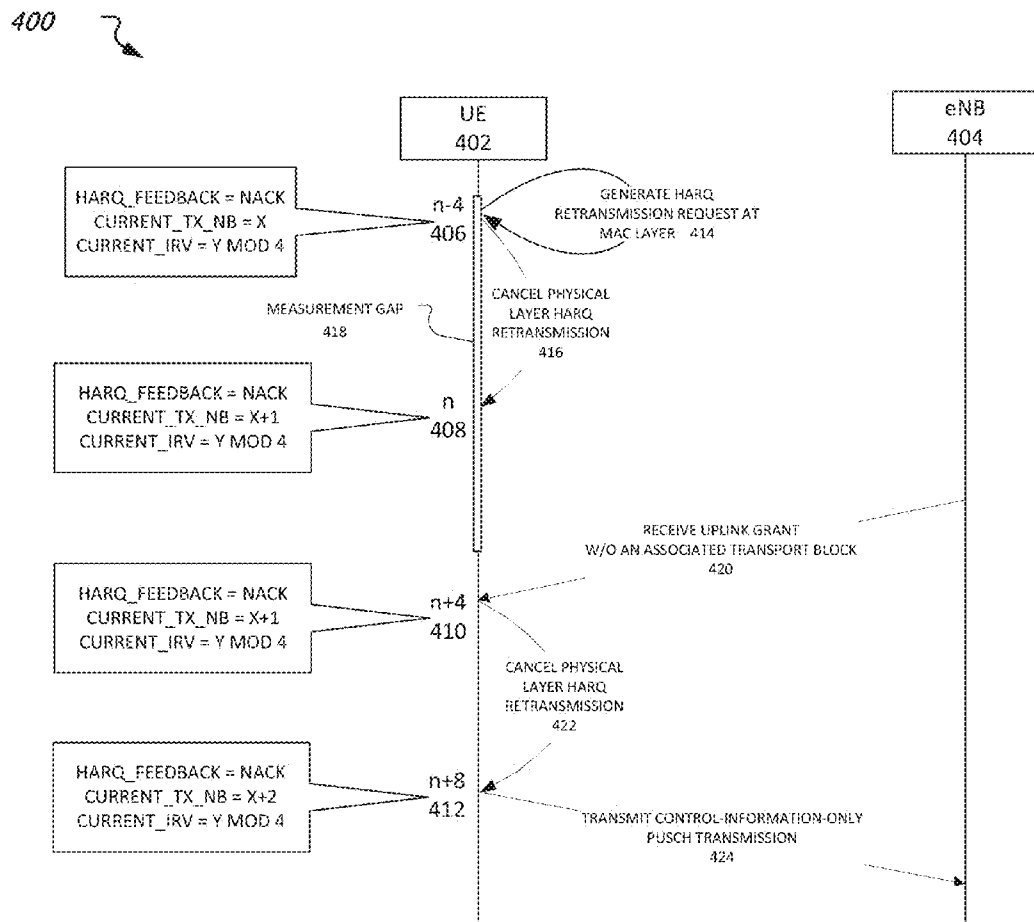 400
UE
402
eNB
404
HARQ_FEEDBACK = NACK
CURRENT_TX_NB = X
CURRENT_IRV = Y MOD 4
n-4
406
GENERATE HARQ
RETRANSMISSION REQUEST AT
MAC LAYER 414
MEASUREMENT GAP
418
CANCEL PHYSICAL
LAYER HARQ
RETRANSMISSION
416
HARQ_FEEDBACK = NACK
CURRENT_TX_NB = X+1
CURRENT_IRV = Y MOD 4
n
408
RECEIVE UPLINK GRANT
W/O AN ASSOCIATED TRANSPORT BLOCK
420
HARQ_FEEDBACK = NACK
CURRENT_TX_NB = X+1
CURRENT_IRV = Y MOD 4
n+4
410
CANCEL PHYSICAL
LAYER HARQ
RETRANSMISSION
422
HARQ_FEEDBACK = NACK
CURRENT_TX_NB = X+2
CURRENT_IRV = Y MOD 4
n+8
412
TRANSMIT CONTROL-INFORMATION-ONLY
PUSCH TRANSMISSION
424